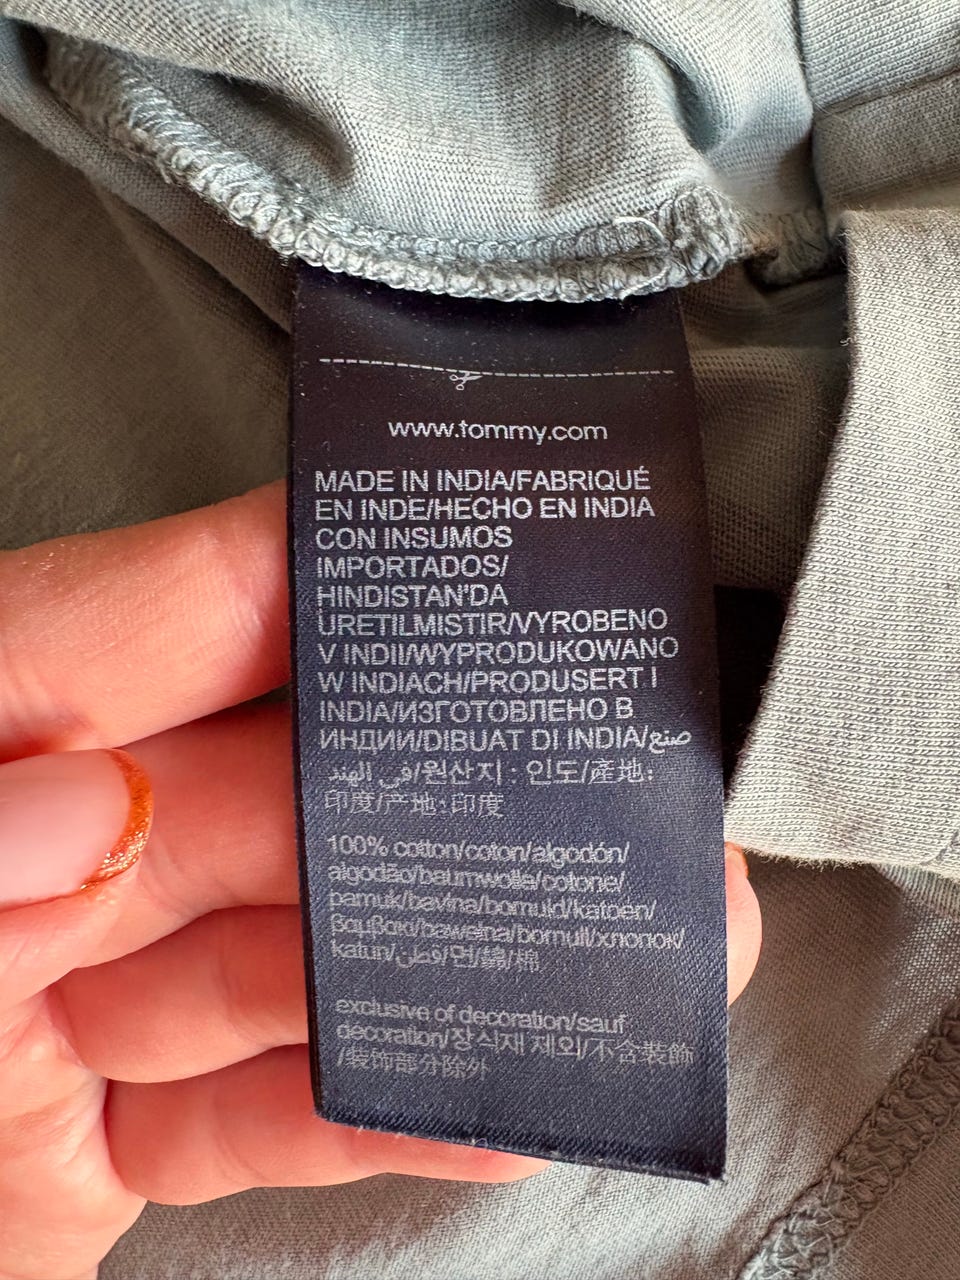 www.tommy.com
MADE IN INDIA/FABRIQUÉ
EN INDE/HECHO EN INDIA
CON INSUMOS
IMPORTADOS/
HINDISTAN'DA
URETILMISTIR/VYROBENO
V INDII/WYPRODUKOWANO
W INDIACH/PRODUSERT I
INDIA/ИЗГОТОВЛЕНО В
ИНДИИ/DIBUAT DI INDIA/صنع
في الهند/원산지 : 인도/產地:
印度/产地:印度
100% cotton/coton/algodón/
algodão/baumwolle/cotone/
pamuk/bavlna/bomuld/katoen/
βαμβακι/bawełna/bomull/хлопок/
katun/قطن/면/綿/棉
exclusive of decoration/sauf
decoration/장식재 제외/不含裝飾
/装饰部分除外